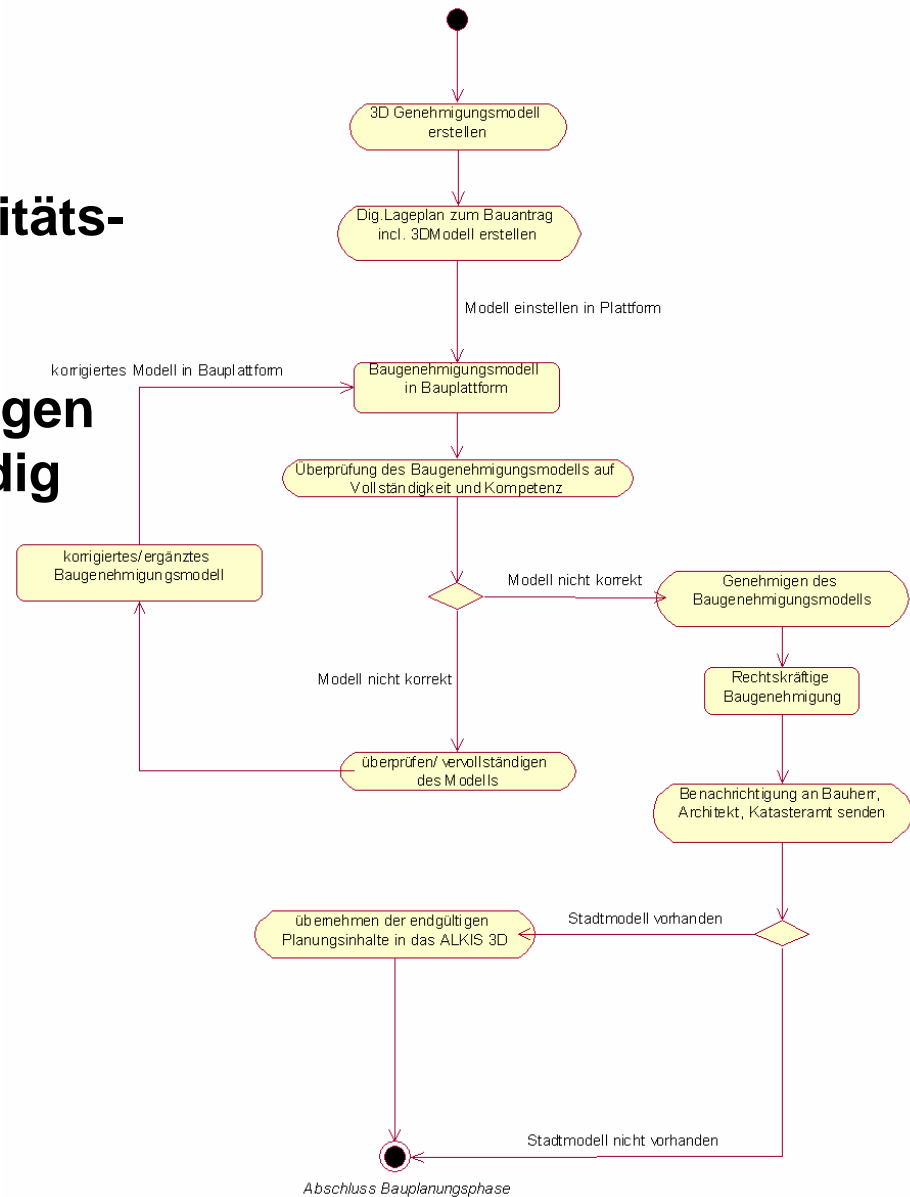 3D Genehmigungsmodell
erstellen
itäts-
Dig.Lageplan zum Bauantrag
incl. 3DModell erstellen
Modell einstellen in Plattform
korrigiertes Modell in Bauplattform
Baugenehmigungsmodell
in Bauplattform
gen
dig
Überprüfung des Baugenehmigungsmodells auf
Vollständigkeit und Kompetenz
korrigiertes/ergänztes
Baugenehmigungsmodell
Modell nicht korrekt
Genehmigen des
Baugenehmigungsmodells
Modell nicht korrekt
Rechtskräftige
Baugenehmigung
überprüfen/ vervollständigen
des Modells
Benachrichtigung an Bauherr,
Architekt, Katasteramt senden
Stadtmodell vorhanden
übernehmen der endgültigen
Planungsinhalte in das ALKIS 3D
Stadtmodell nicht vorhanden
Abschluss Bauplanungsphase